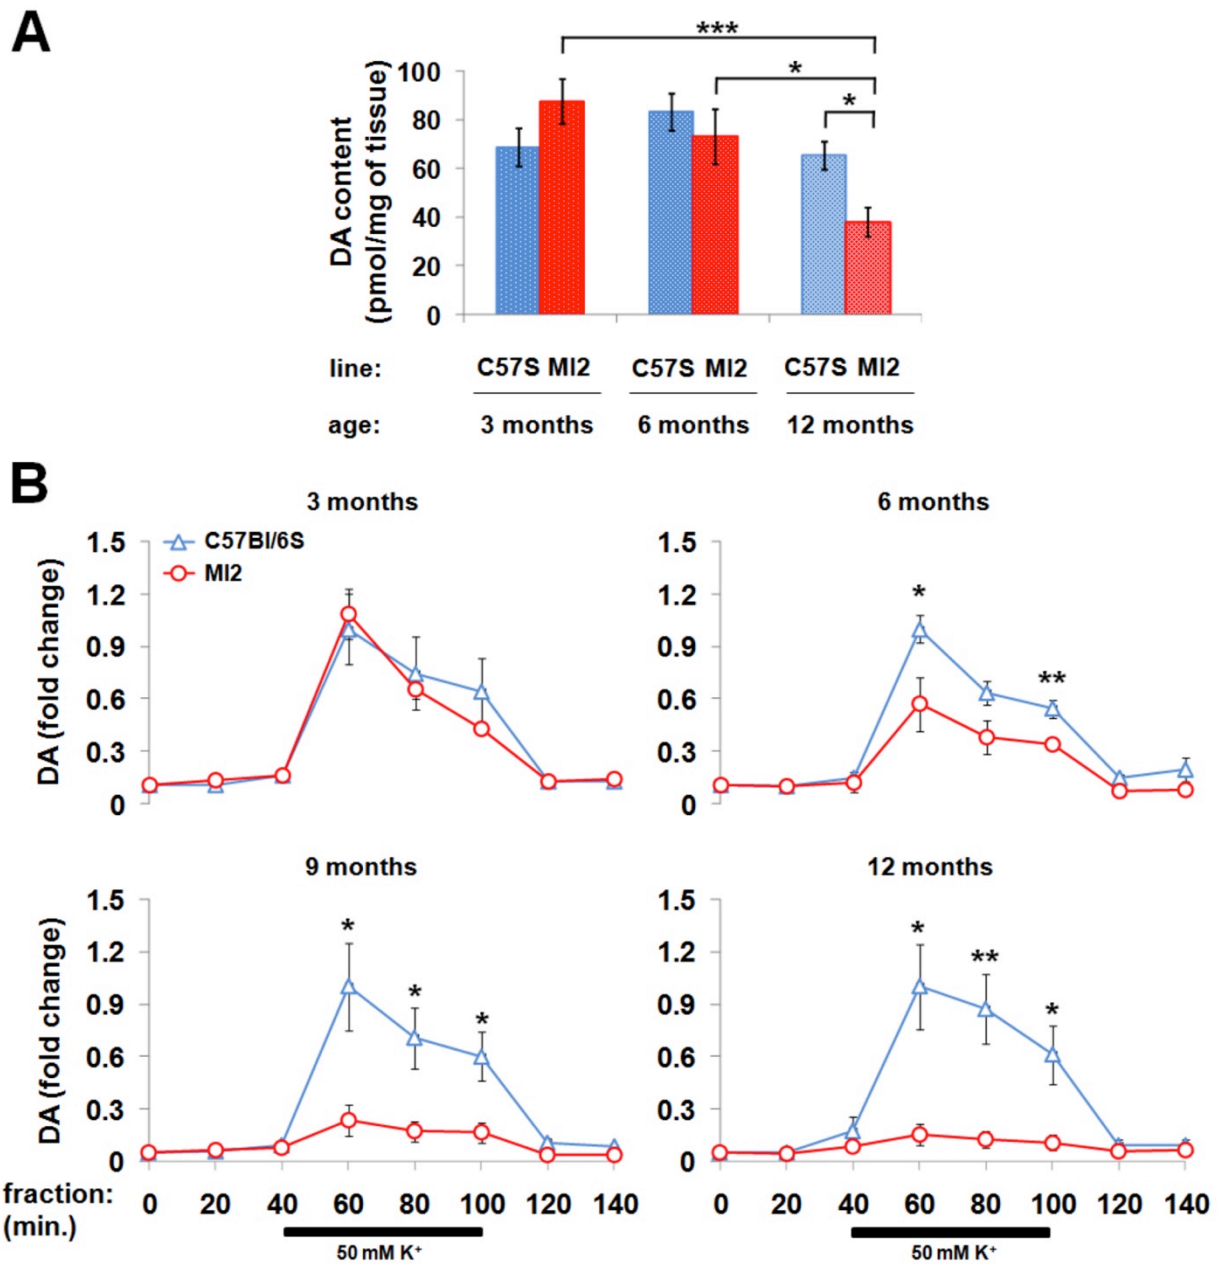 A
***
*
*
DA content
(pmol/mg of tissue)
100
80
60
40
20
0
line: C57S MI2 C57S MI2 C57S MI2
age: 3 months 6 months 12 months
B
3 months
6 months
1.5
1.2
0.9
0.6
0.3
0
DA (fold change)
C57Bl/6S
MI2
1.5
1.2
0.9
0.6
0.3
0
*
**
9 months
12 months
1.5
1.2
0.9
0.6
0.3
0
DA (fold change)
*
*
*
1.5
1.2
0.9
0.6
0.3
0
*
**
*
fraction:
(min.)
0 20 40 60 80 100 120 140
0 20 40 60 80 100 120 140
50 mM K⁺
50 mM K⁺